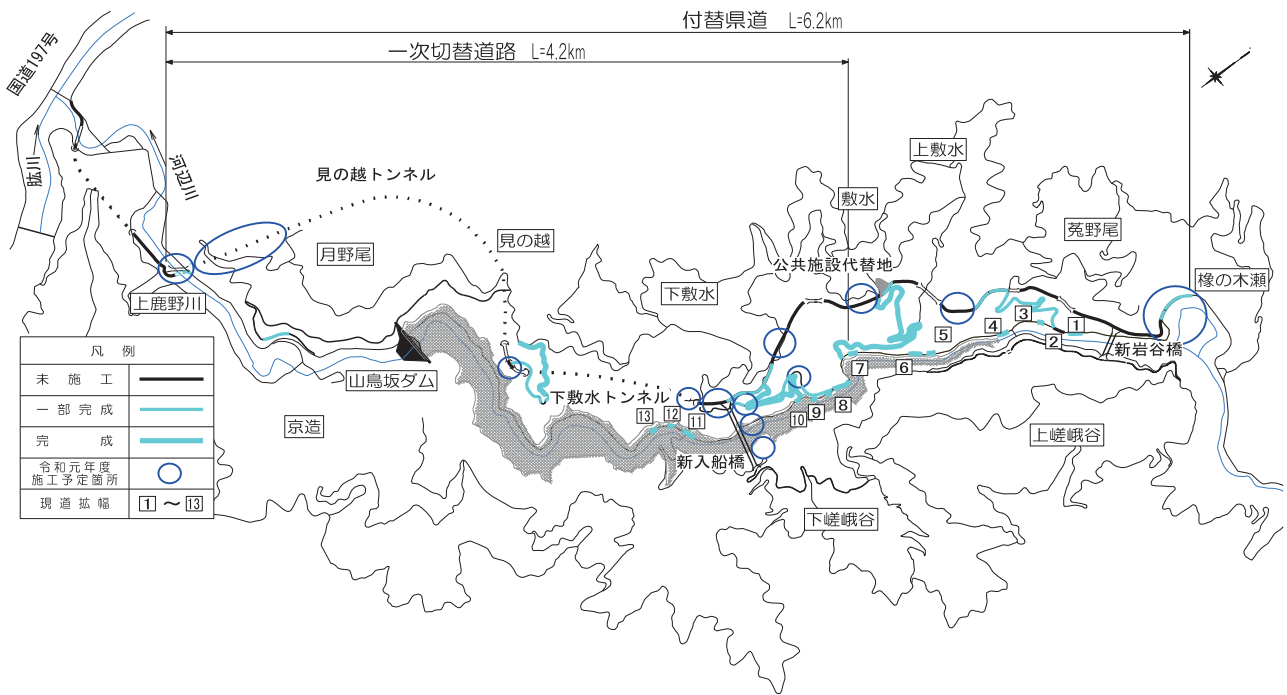 付替県道 L=6.2km
一次切替道路 L=4.2km
国道197号
肱川
河辺川
見の越トンネル
見の越
月野尾
上鹿野川
上敷水
敷水
公共施設代替地
下敷水
菟野尾
橡の木瀬
新岩谷橋
山鳥坂ダム
下敷水トンネル
京造
新入船橋
上嵯峨谷
下嵯峨谷
1
2
3
4
5
6
7
8
9
10
11
12
13
凡例
未施工
一部完成
完成
令和元年度
施工予定箇所
現道拡幅 1 ~ 13